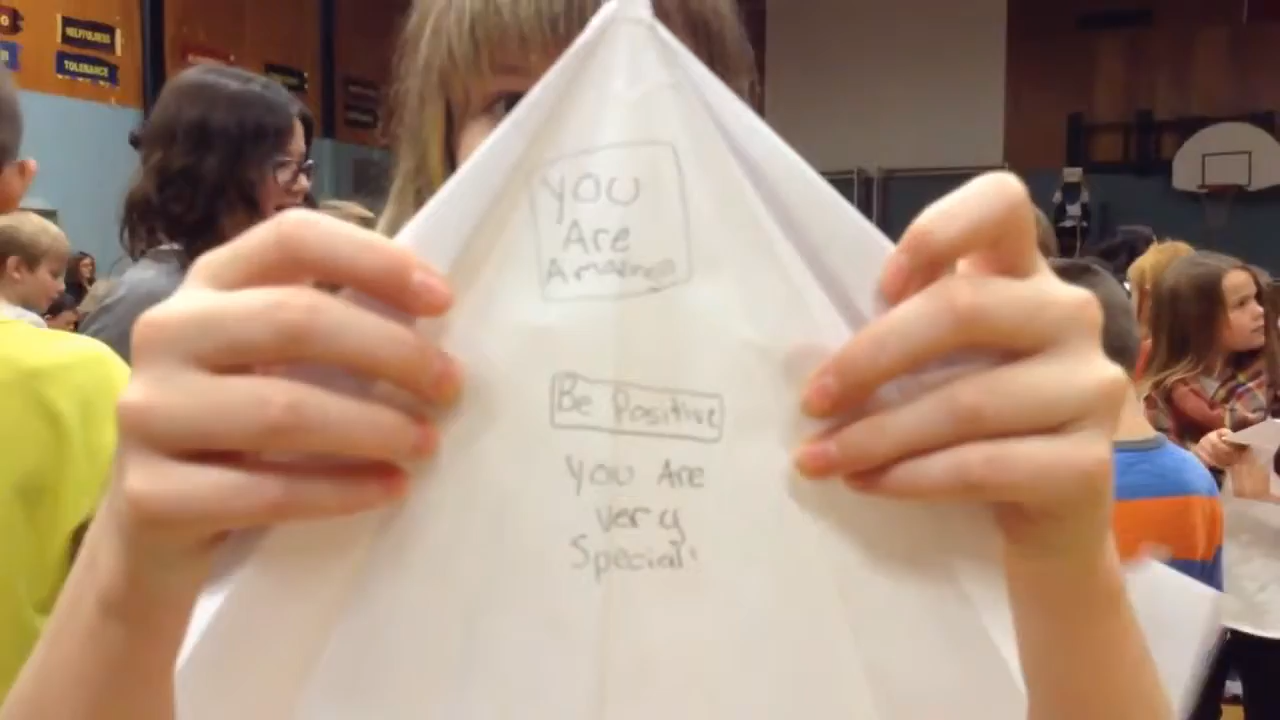 HELPFULNESS
TOLERANCE
YOU
Are
Amazing
Be Positive
You Are
very
Special